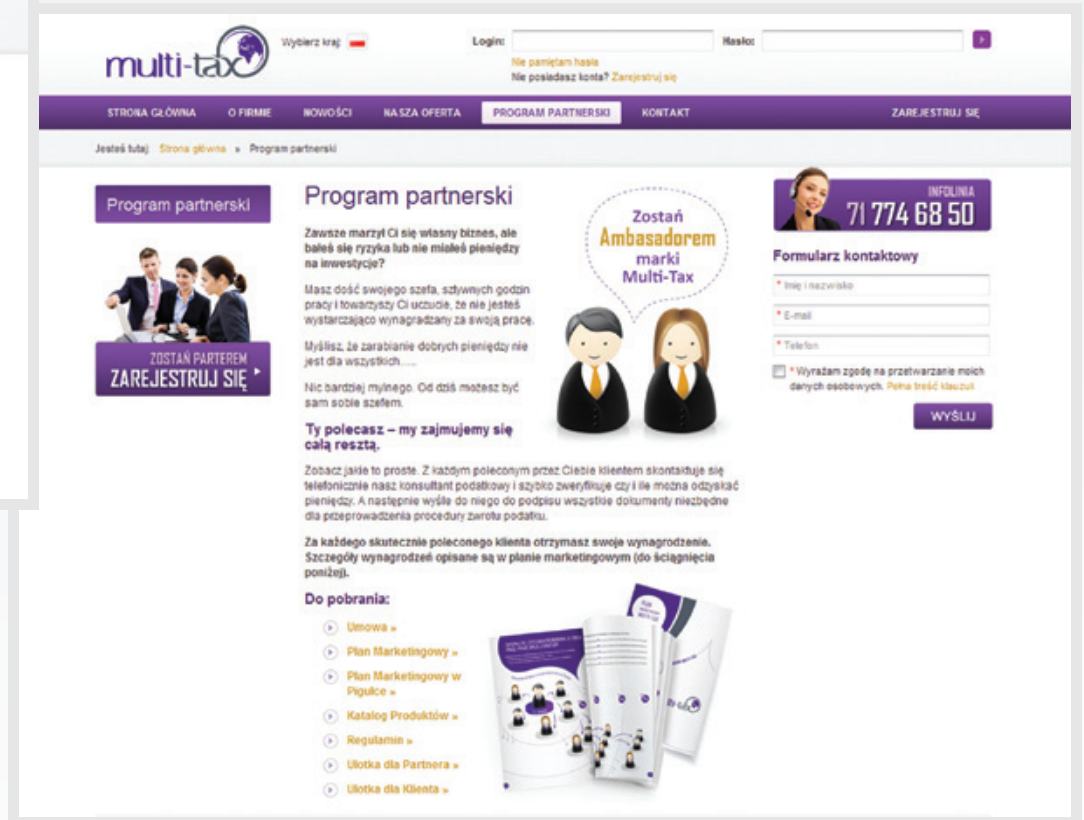 multi-tax
Wybierz kraj:
Login:
Hasło:
Nie pamiętam hasła
Nie posiadasz konta? Zarejestruj się
STRONA GŁÓWNA O FIRMIE NOWOŚCI NASZA OFERTA PROGRAM PARTNERSKI KONTAKT ZAREJESTRUJ SIĘ
Jesteś tutaj: Strona główna » Program partnerski
Program partnerski
ZOSTAŃ PARTEREM
ZAREJESTRUJ SIĘ
Program partnerski
Zawsze marzył Ci się własny biznes, ale
bałeś się ryzyka lub nie miałeś pieniędzy
na inwestycje?
Masz dość swojego szefa, sztywnych godzin
pracy i towarzyszy Ci uczucie, że nie jesteś
wystarczająco wynagradzany za swoją pracę.
Myślisz, że zarabianie dobrych pieniędzy nie
jest dla wszystkich.....
Nic bardziej mylnego. Od dziś możesz być
sam sobie szefem.
Zostań
Ambasadorem
marki
Multi-Tax
Ty polecasz – my zajmujemy się
całą resztą.
Zobacz jakie to proste. Z każdym poleconym przez Ciebie klientem skontaktuje się
telefonicznie nasz konsultant podatkowy i szybko zweryfikuje czy i ile można odzyskać
pieniędzy. A następnie wyśle do niego do podpisu wszystkie dokumenty niezbędne
dla przeprowadzenia procedury zwrotu podatku.
Za każdego skutecznie poleconego klienta otrzymasz swoje wynagrodzenie.
Szczegóły wynagrodzeń opisane są w planie marketingowym (do ściągnięcia
poniżej).
Do pobrania:
Umowa »
Plan Marketingowy »
Plan Marketingowy w
Pigułce »
Katalog Produktów »
Regulamin »
Ulotka dla Partnera »
Ulotka dla Klienta »
INFOLINIA
71 774 68 50
Formularz kontaktowy
* Imię i nazwisko
* E-mail
* Telefon
* Wyrażam zgodę na przetwarzanie moich
danych osobowych. Pełna treść klauzuli
WYŚLIJ